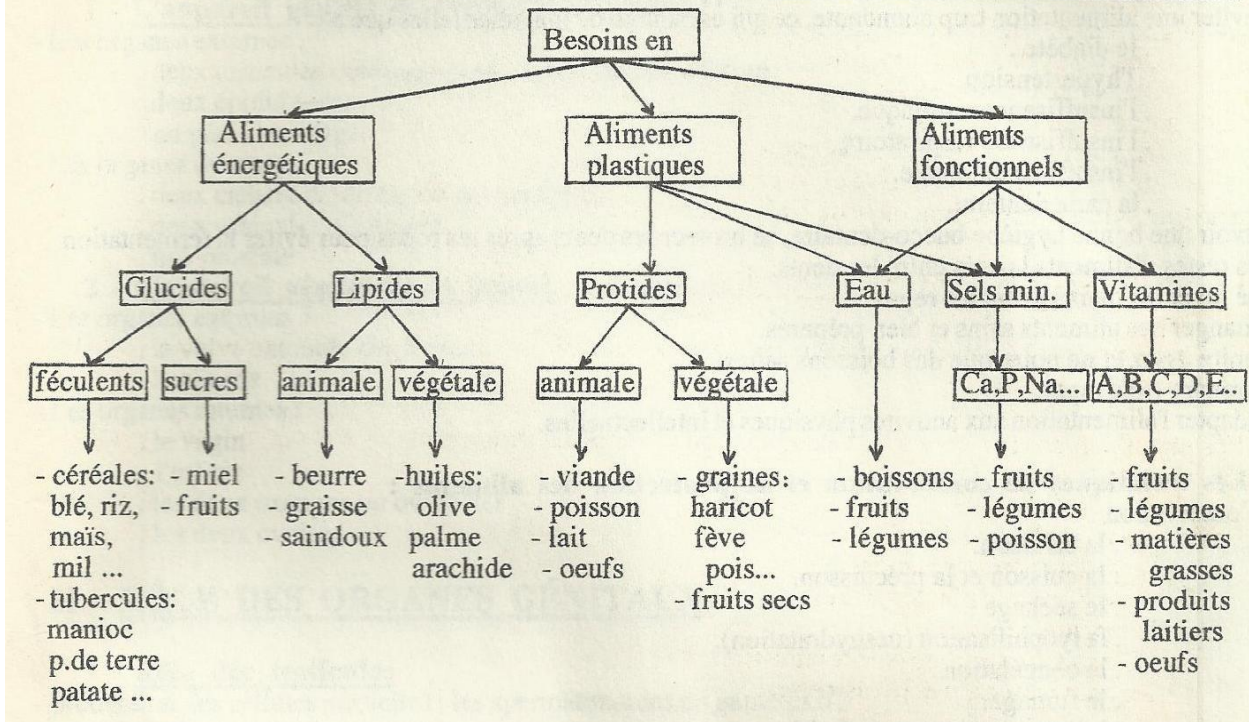 Besoins en
Aliments
énergétiques
Aliments
plastiques
Aliments
fonctionnels
Glucides
Lipides
Protides
Eau
Sels min.
Vitamines
féculents
sucres
animale
végétale
animale
végétale
Ca,P,Na...
A,B,C,D,E..
- céréales:
blé, riz,
maïs,
mil ...
- tubercules:
manioc
p.de terre
patate ...
- miel
- fruits
- beurre
- graisse
- saindoux
huiles:
olive
palme
arachide
- viande
- poisson
- lait
- oeufs
- graines:
haricot
fève
pois...
- fruits secs
- boissons
- fruits
- légumes
- fruits
- légumes
- poisson
- fruits
- légumes
- matières
grasses
- produits
laitiers
- oeufs